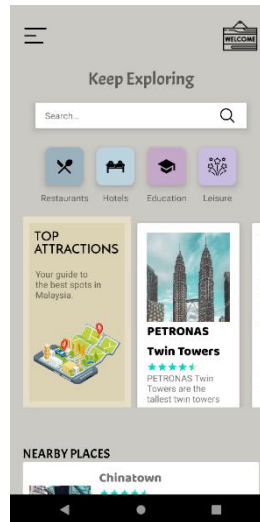 WELCOME
Keep Exploring
Search...
Restaurants
Hotels
Education
Leisure
TOP
ATTRACTIONS
Your guide to
the best spots in
Malaysia.
PETRONAS
Twin Towers
PETRONAS Twin
Towers are the
tallest twin towers
NEARBY PLACES
Chinatown